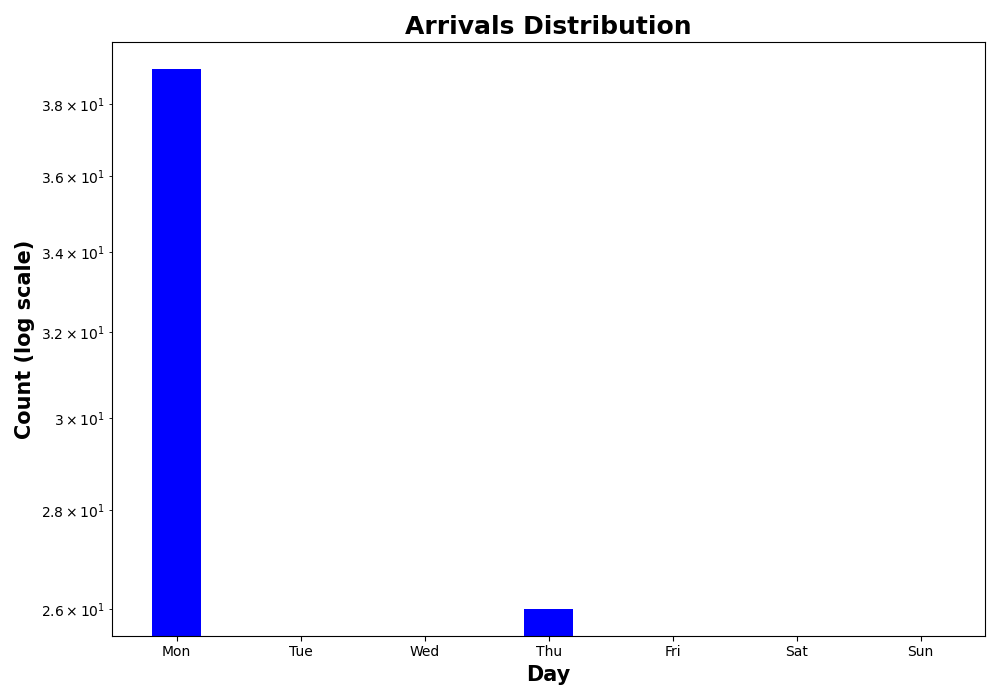 Arrivals Distribution
Count (log scale)
3.8 × 10¹
3.6 × 10¹
3.4 × 10¹
3.2 × 10¹
3 × 10¹
2.8 × 10¹
2.6 × 10¹
Mon Tue Wed Thu Fri Sat Sun
Day